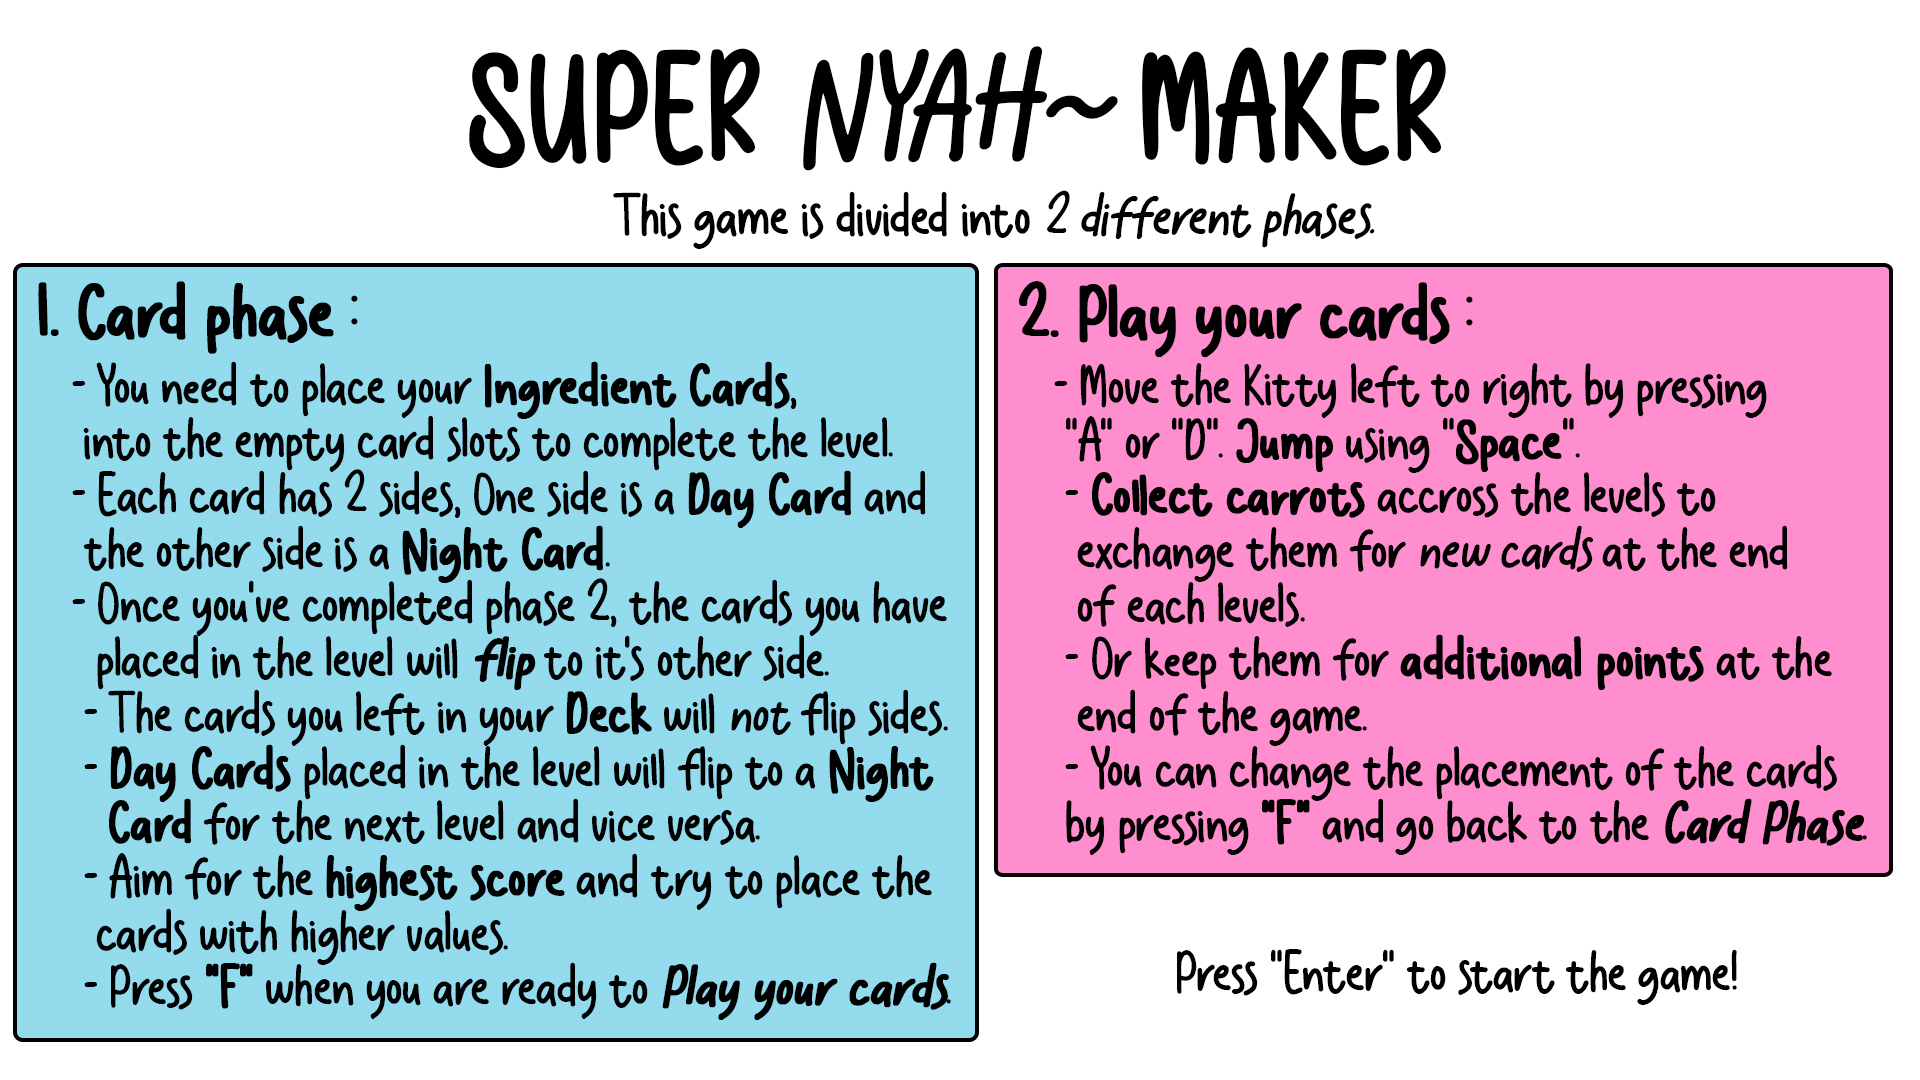 SUPER NYAH~ MAKER
This game is divided into 2 different phases.
1. Card phase :
- You need to place your Ingredient Cards,
into the empty card slots to complete the level.
- Each card has 2 sides, One side is a Day Card and
the other side is a Night Card.
- Once you've completed phase 2, the cards you have
placed in the level will flip to it's other side.
- The cards you left in your Deck will not flip sides.
- Day Cards placed in the level will flip to a Night
Card for the next level and vice versa.
- Aim for the highest score and try to place the
cards with higher values.
- Press "F" when you are ready to Play your cards.
2. Play your cards :
- Move the Kitty left to right by pressing
"A" or "D". Jump using "Space".
- Collect carrots accross the levels to
exchange them for new cards at the end
of each levels.
- Or keep them for additional points at the
end of the game.
- You can change the placement of the cards
by pressing "F" and go back to the Card Phase.
Press "Enter" to start the game!